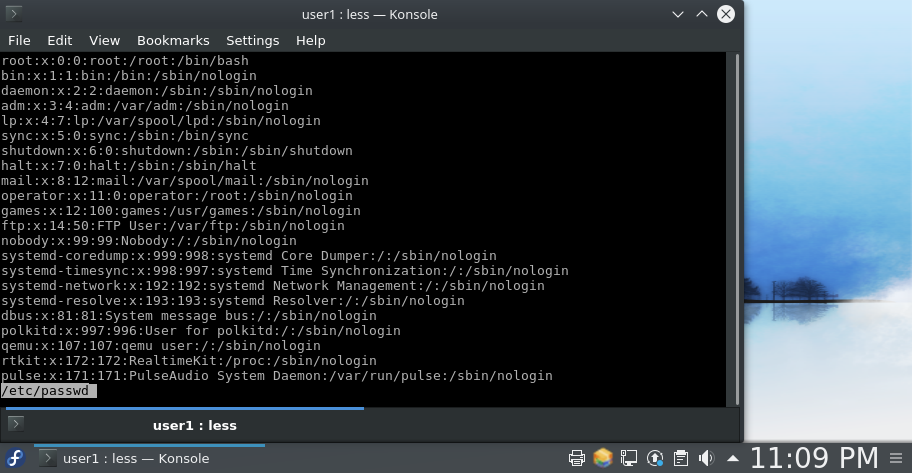 user1 : less — Konsole
File Edit View Bookmarks Settings Help
root:x:0:0:root:/root:/bin/bash
bin:x:1:1:bin:/bin:/sbin/nologin
daemon:x:2:2:daemon:/sbin:/sbin/nologin
adm:x:3:4:adm:/var/adm:/sbin/nologin
lp:x:4:7:lp:/var/spool/lpd:/sbin/nologin
sync:x:5:0:sync:/sbin:/bin/sync
shutdown:x:6:0:shutdown:/sbin:/sbin/shutdown
halt:x:7:0:halt:/sbin:/sbin/halt
mail:x:8:12:mail:/var/spool/mail:/sbin/nologin
operator:x:11:0:operator:/root:/sbin/nologin
games:x:12:100:games:/usr/games:/sbin/nologin
ftp:x:14:50:FTP User:/var/ftp:/sbin/nologin
nobody:x:99:99:Nobody:/:/sbin/nologin
systemd-coredump:x:999:998:systemd Core Dumper:/:/sbin/nologin
systemd-timesync:x:998:997:systemd Time Synchronization:/:/sbin/nologin
systemd-network:x:192:192:systemd Network Management:/:/sbin/nologin
systemd-resolve:x:193:193:systemd Resolver:/:/sbin/nologin
dbus:x:81:81:System message bus:/:/sbin/nologin
polkitd:x:997:996:User for polkitd:/:/sbin/nologin
qemu:x:107:107:qemu user:/:/sbin/nologin
rtkit:x:172:172:RealtimeKit:/proc:/sbin/nologin
pulse:x:171:171:PulseAudio System Daemon:/var/run/pulse:/sbin/nologin
/etc/passwd
user1 : less
user1 : less — Konsole 11:09 PM